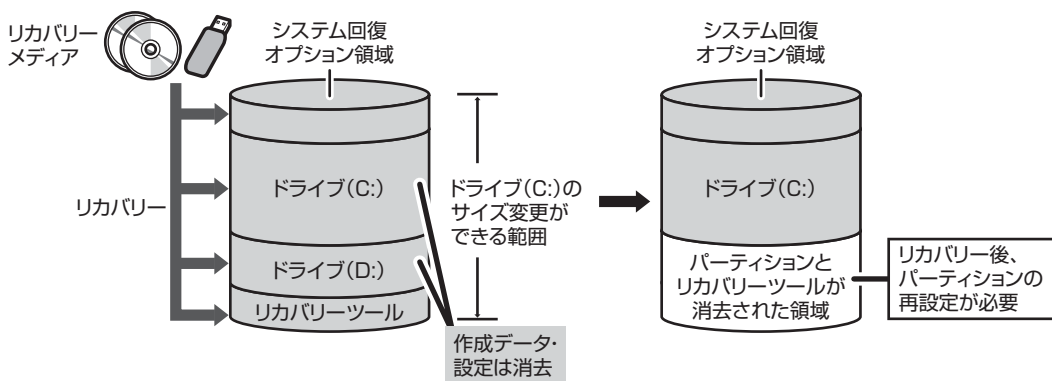 リカバリー
メディア
システム回復
オプション領域
リカバリー
ドライブ(C:)
ドライブ(D:)
リカバリーツール
ドライブ(C:)の
サイズ変更が
できる範囲
作成データ・
設定は消去
システム回復
オプション領域
ドライブ(C:)
パーティションと
リカバリーツールが
消去された領域
リカバリー後、
パーティションの
再設定が必要